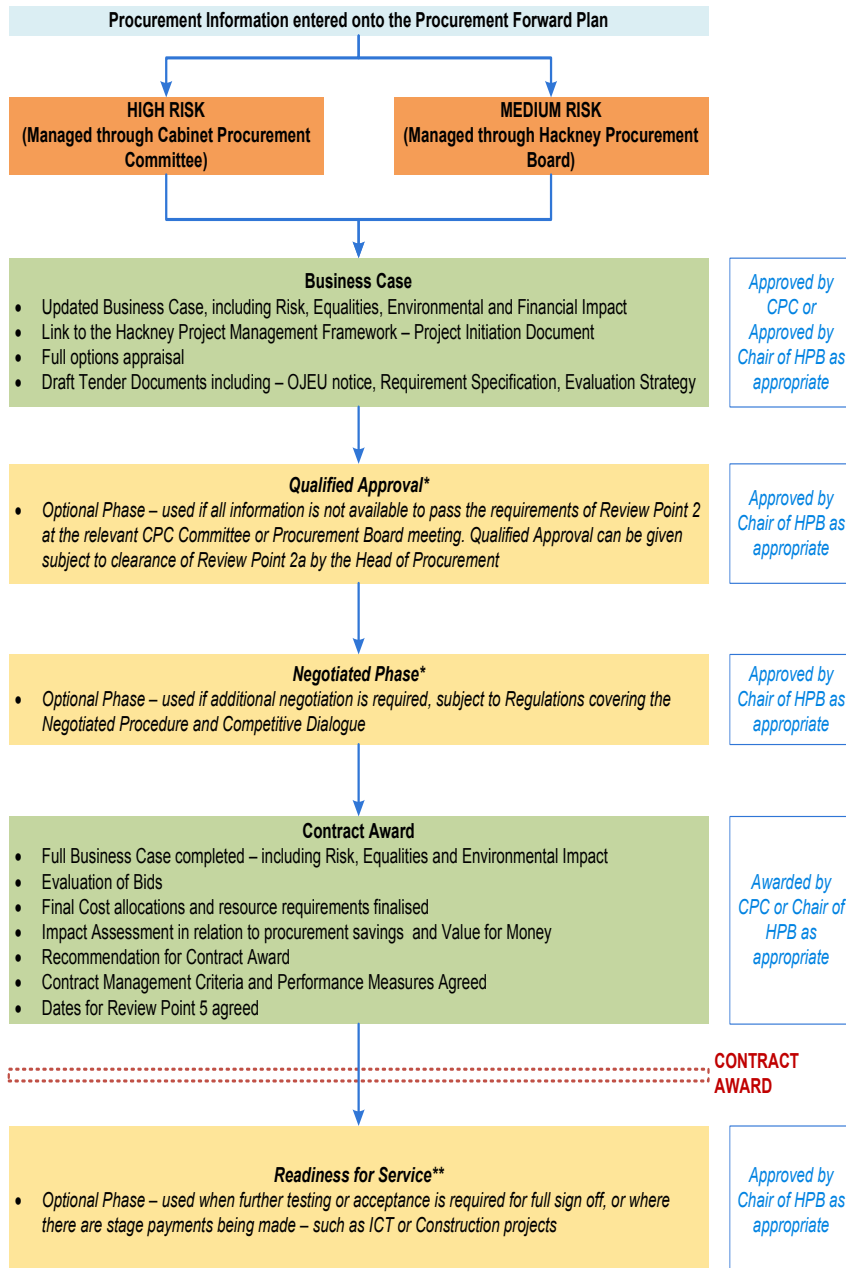 Procurement Information entered onto the Procurement Forward Plan
HIGH RISK
(Managed through Cabinet Procurement
Committee)
MEDIUM RISK
(Managed through Hackney Procurement
Board)
Business Case
• Updated Business Case, including Risk, Equalities, Environmental and Financial Impact
• Link to the Hackney Project Management Framework – Project Initiation Document
• Full options appraisal
• Draft Tender Documents including – OJEU notice, Requirement Specification, Evaluation Strategy
Approved by
CPC or
Approved by
Chair of HPB as
appropriate
Qualified Approval*
• Optional Phase – used if all information is not available to pass the requirements of Review Point 2
at the relevant CPC Committee or Procurement Board meeting. Qualified Approval can be given
subject to clearance of Review Point 2a by the Head of Procurement
Approved by
Chair of HPB as
appropriate
Negotiated Phase*
• Optional Phase – used if additional negotiation is required, subject to Regulations covering the
Negotiated Procedure and Competitive Dialogue
Approved by
Chair of HPB as
appropriate
Contract Award
• Full Business Case completed – including Risk, Equalities and Environmental Impact
• Evaluation of Bids
• Final Cost allocations and resource requirements finalised
• Impact Assessment in relation to procurement savings and Value for Money
• Recommendation for Contract Award
• Contract Management Criteria and Performance Measures Agreed
• Dates for Review Point 5 agreed
Awarded by
CPC or Chair of
HPB as
appropriate
CONTRACT
AWARD
Readiness for Service**
• Optional Phase – used when further testing or acceptance is required for full sign off, or where
there are stage payments being made – such as ICT or Construction projects
Approved by
Chair of HPB as
appropriate